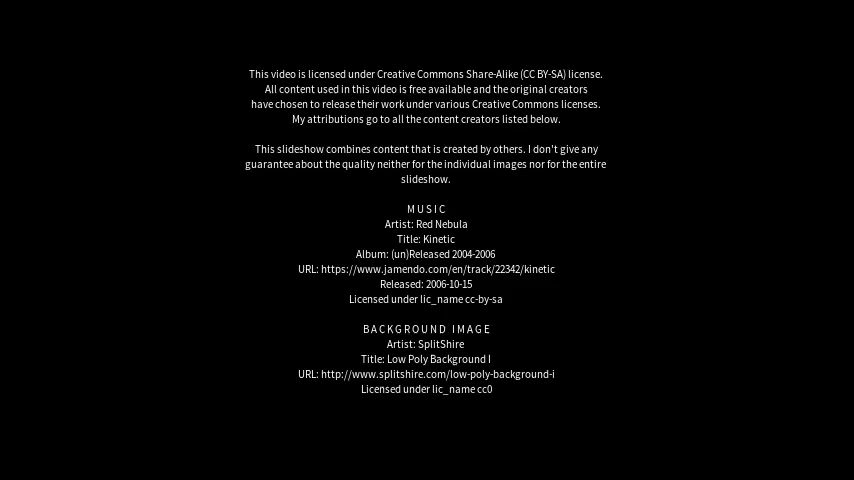 This video is licensed under Creative Commons Share-Alike (CC BY-SA) license.
All content used in this video is free available and the original creators
have chosen to release their work under various Creative Commons licenses.
My attributions go to all the content creators listed below.
This slideshow combines content that is created by others. I don't give any
guarantee about the quality neither for the individual images nor for the entire
slideshow.
MUSIC
Artist: Red Nebula
Title: Kinetic
Album: (un)Released 2004-2006
URL: https://www.jamendo.com/en/track/22342/kinetic
Released: 2006-10-15
Licensed under lic_name cc-by-sa
BACKGROUND IMAGE
Artist: SplitShire
Title: Low Poly Background I
URL: http://www.splitshire.com/low-poly-background-i
Licensed under lic_name cc0